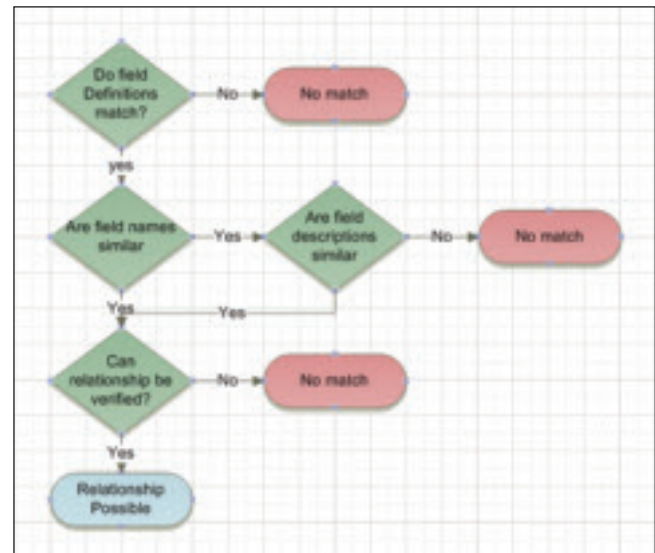 Do field
Definitions
match?
No
No match
yes
Are field names
similar
Yes
Are field
descriptions
similar
No
No match
Yes
Yes
Can
relationship be
verified?
No
No match
Yes
Relationship
Possible